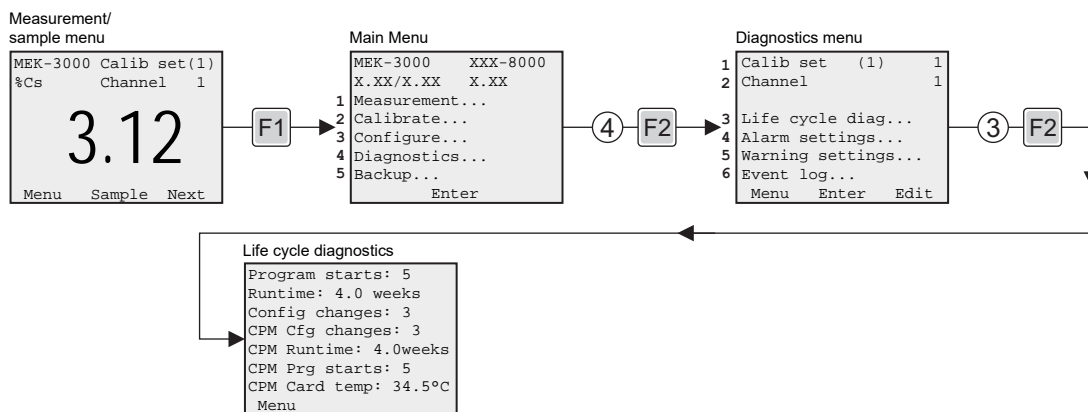 Measurement/
sample menu
MEK-3000 Calib set(1)
%Cs Channel 1
3.12
Menu Sample Next
F1
Main Menu
MEK-3000 XXX-8000
X.XX/X.XX X.XX
1 Measurement...
2 Calibrate...
3 Configure...
4 Diagnostics...
5 Backup...
Enter
4
F2
Diagnostics menu
1 Calib set (1) 1
2 Channel 1
3 Life cycle diag...
4 Alarm settings...
5 Warning settings...
6 Event log...
Menu Enter Edit
3
F2
Life cycle diagnostics
Program starts: 5
Runtime: 4.0 weeks
Config changes: 3
CPM Cfg changes: 3
CPM Runtime: 4.0weeks
CPM Prg starts: 5
CPM Card temp: 34.5°C
Menu